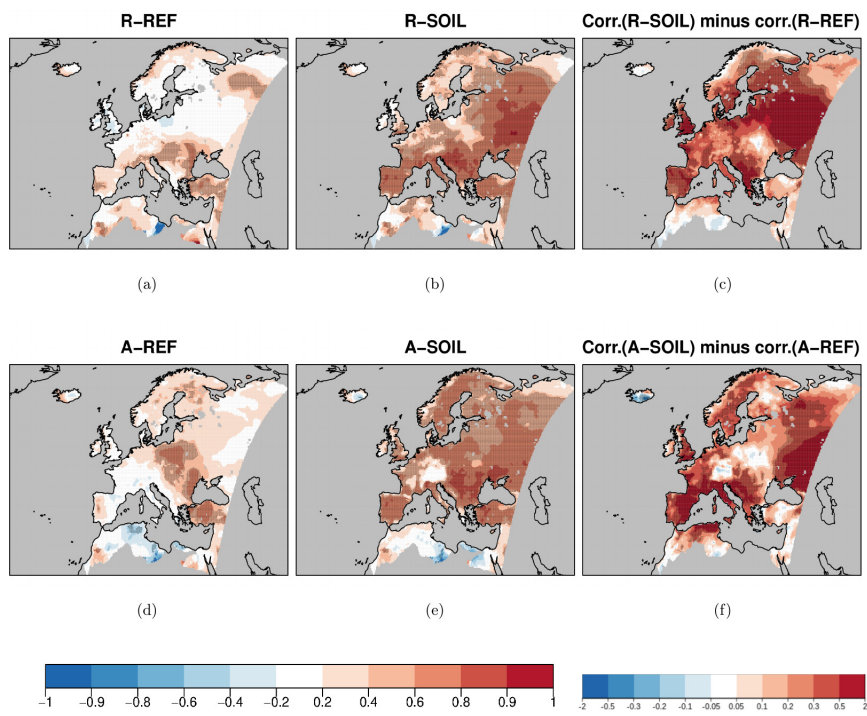 R−REF
R−SOIL
Corr.(R−SOIL) minus corr.(R−REF)
(a)
(b)
(c)
A−REF
A−SOIL
Corr.(A−SOIL) minus corr.(A−REF)
(d)
(e)
(f)
−1 −0.9 −0.8 −0.6 −0.4 −0.2 0.2 0.4 0.6 0.8 0.9 1
-2 -0.5 -0.3 -0.2 -0.1 -0.05 0.05 0.1 0.2 0.3 0.5 2